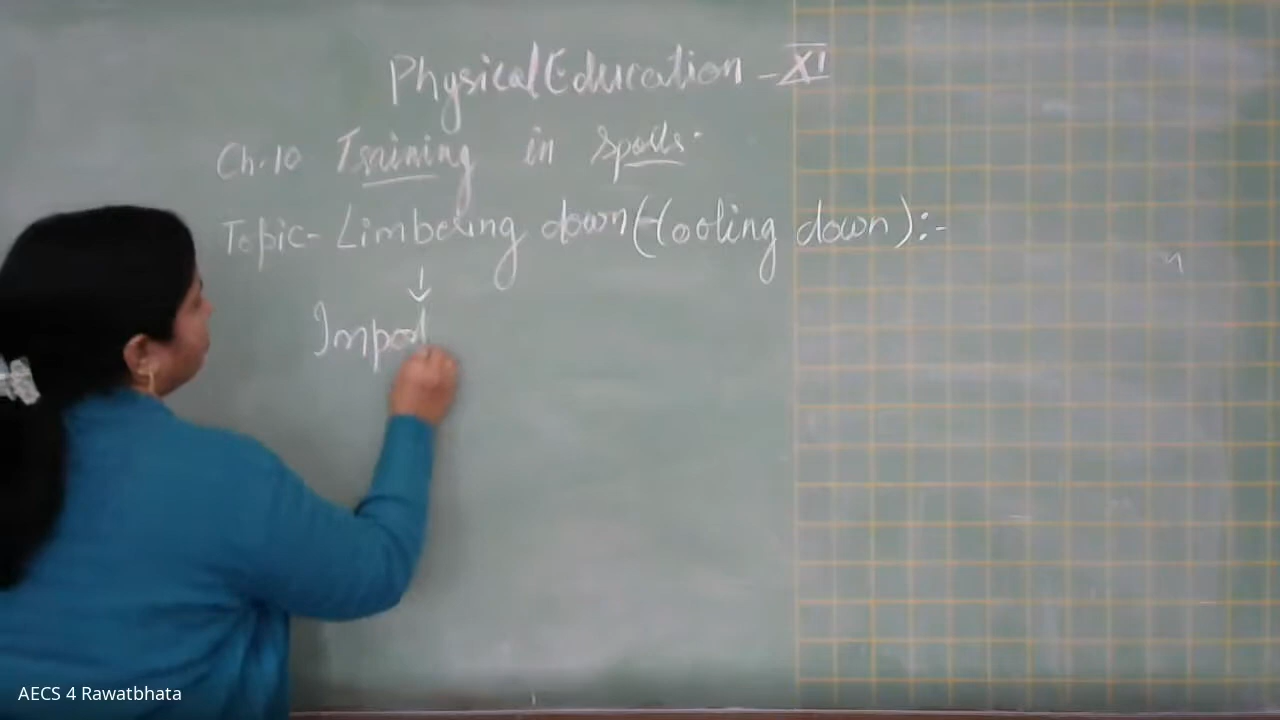 Physical Education - XI
Ch.10 Training in Sports.
Topic- Limbering down (Cooling down):-
↓
Impor
AECS 4 Rawatbhata